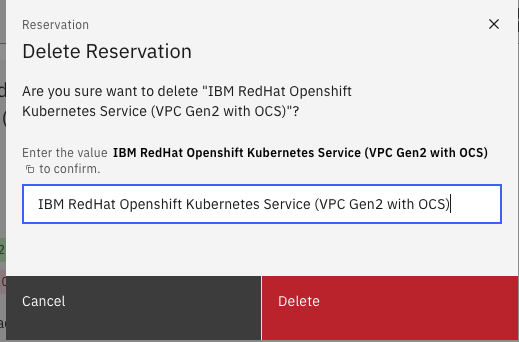 Reservation
Delete Reservation
Are you sure want to delete "IBM RedHat Openshift
Kubernetes Service (VPC Gen2 with OCS)"?
Enter the value IBM RedHat Openshift Kubernetes Service (VPC Gen2 with OCS)
to confirm.
IBM RedHat Openshift Kubernetes Service (VPC Gen2 with OCS)
Cancel Delete